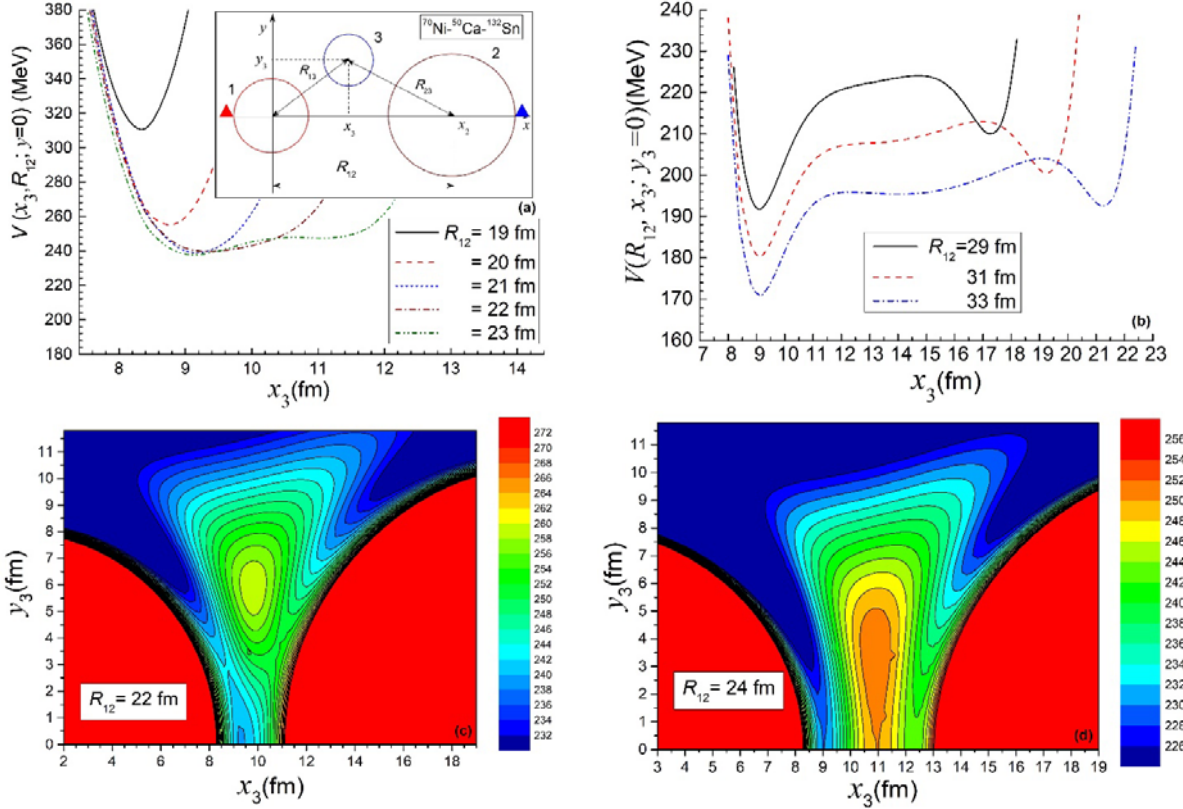 380
360
340
320
300
280
260
240
220
200
180
V (x₃, R₁₂; y=0) (MeV)
8 9 10 11 12 13 14
x₃(fm)
y
y₃
1
3
2
⁷⁰Ni-⁵⁰Ca-¹³²Sn
R₁₃
R₂₃
x₃
x₂
x
R₁₂
(a)
R₁₂ = 19 fm
= 20 fm
= 21 fm
= 22 fm
= 23 fm
240
230
220
210
200
190
180
170
160
V(R₁₂, x₃; y₃ =0)(MeV)
R₁₂=29 fm
31 fm
33 fm
(b)
7 8 9 10 11 12 13 14 15 16 17 18 19 20 21 22 23
x₃(fm)
11
10
9
8
7
6
5
4
3
2
1
0
y₃(fm)
R₁₂= 22 fm
(c)
2 4 6 8 10 12 14 16 18
x₃(fm)
272
270
268
266
264
262
260
258
256
254
252
250
248
246
244
242
240
238
236
234
232
230
11
10
9
8
7
6
5
4
3
2
1
0
y₃(fm)
R₁₂= 24 fm
(d)
3 4 5 6 7 8 9 10 11 12 13 14 15 16 17 18 19
x₃(fm)
256
254
252
250
248
246
244
242
240
238
236
234
232
230
228
226